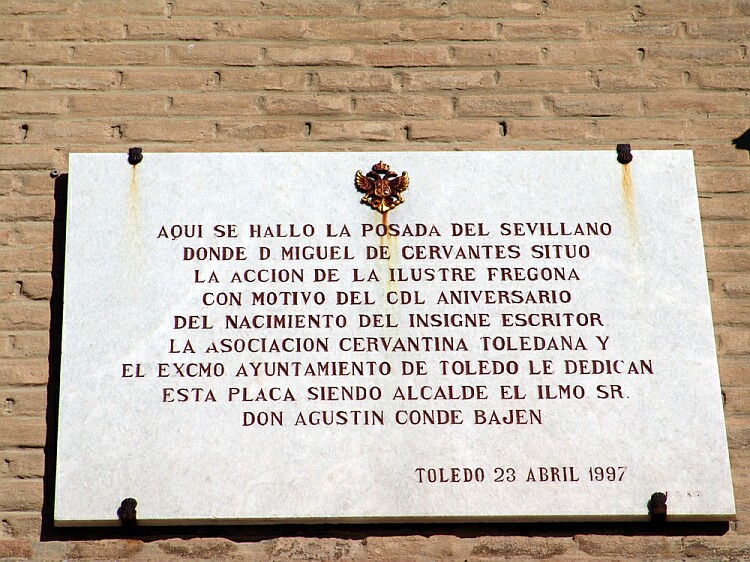 AQUI SE HALLO LA POSADA DEL SEVILLANO
DONDE D MIGUEL DE CERVANTES SITUO
LA ACCION DE LA ILUSTRE FREGONA
CON MOTIVO DEL CDL ANIVERSARIO
DEL NACIMIENTO DEL INSIGNE ESCRITOR
LA ASOCIACION CERVANTINA TOLEDANA Y
EL EXCMO AYUNTAMIENTO DE TOLEDO LE DEDICAN
ESTA PLACA SIENDO ALCALDE EL ILMO SR.
DON AGUSTIN CONDE BAJEN
TOLEDO 23 ABRIL 1997